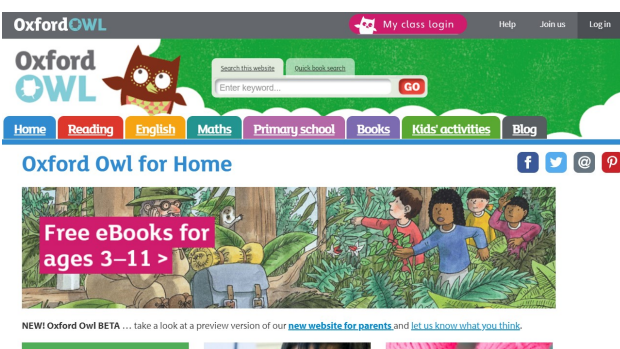 OxfordOWL
My class login
Help
Join us
Log in
Oxford
OWL
Search this website
Quick book search
Enter keyword...
GO
Home
Reading
English
Maths
Primary school
Books
Kids' activities
Blog
Oxford Owl for Home
Free eBooks for
ages 3–11 >
NEW! Oxford Owl BETA … take a look at a preview version of our new website for parents and let us know what you think.